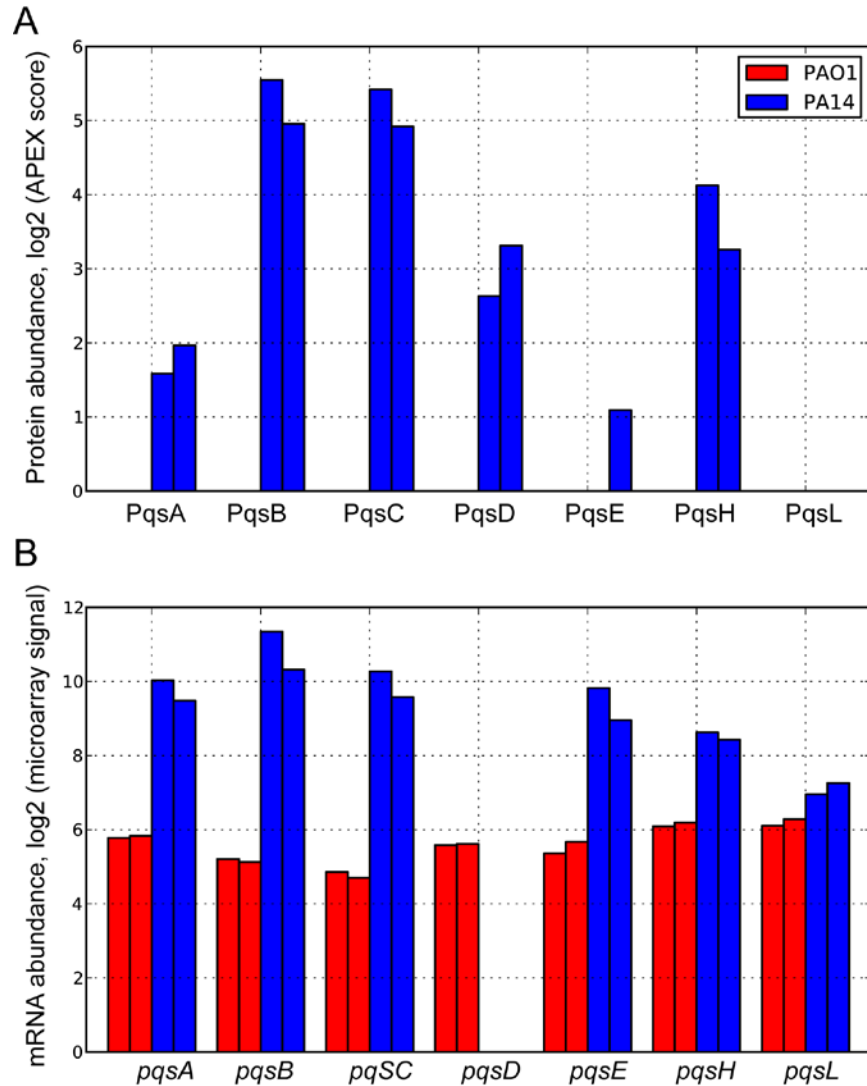 A
Protein abundance, log2 (APEX score)
6
5
4
3
2
1
0
PAO1
PA14
PqsA PqsB PqsC PqsD PqsE PqsH PqsL
B
mRNA abundance, log2 (microarray signal)
12
10
8
6
4
2
0
pqsA pqsB pqSC pqsD pqsE pqsH pqsL